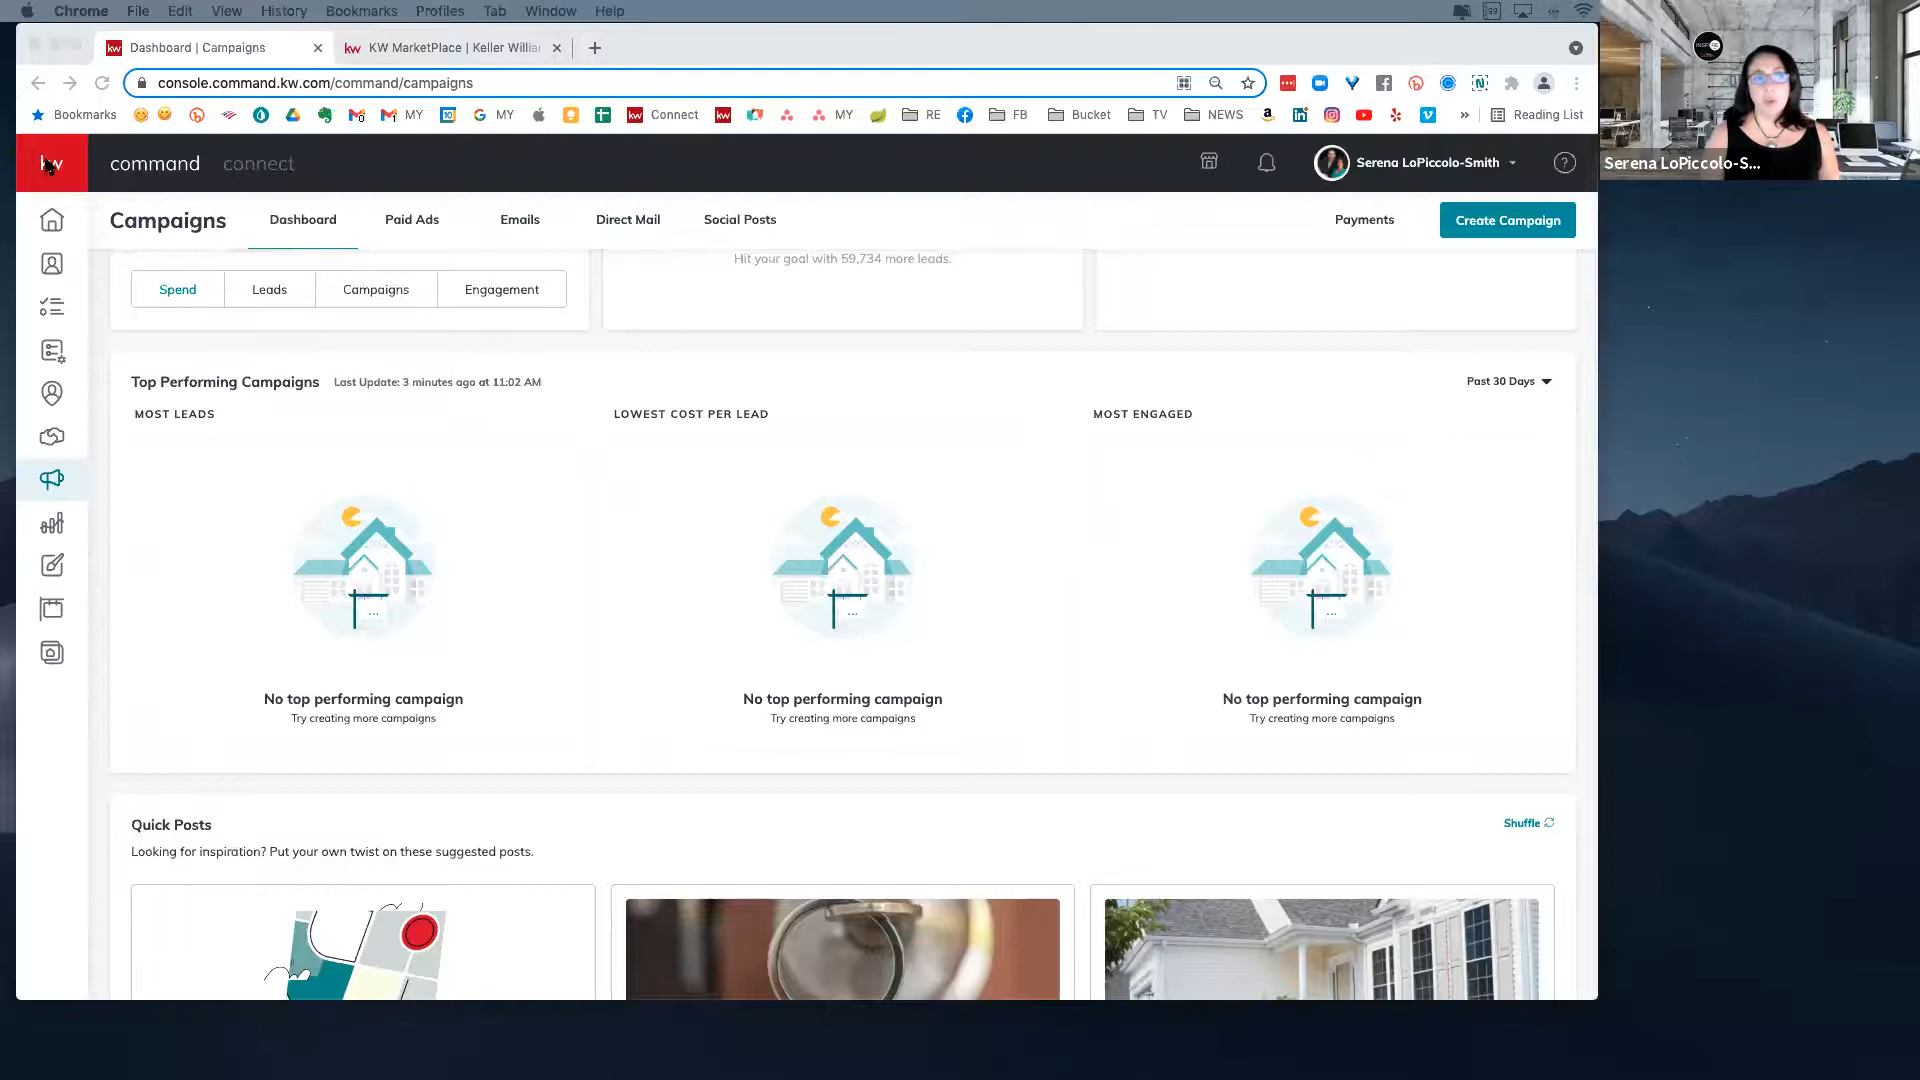 Chrome File Edit View History Bookmarks Profiles Tab Window Help
kw Dashboard | Campaigns
kw KW MarketPlace | Keller Willia
console.command.kw.com/command/campaigns
Bookmarks MY MY Connect MY RE FB Bucket TV NEWS Reading List
kw command connect
Serena LoPiccolo-Smith
INSPIRE
Serena LoPiccolo-S...
Campaigns Dashboard Paid Ads Emails Direct Mail Social Posts Payments Create Campaign
Hit your goal with 59,734 more leads.
Spend Leads Campaigns Engagement
Top Performing Campaigns Last Update: 3 minutes ago at 11:02 AM Past 30 Days
MOST LEADS LOWEST COST PER LEAD MOST ENGAGED
No top performing campaign No top performing campaign No top performing campaign
Try creating more campaigns Try creating more campaigns Try creating more campaigns
Quick Posts Shuffle
Looking for inspiration? Put your own twist on these suggested posts.